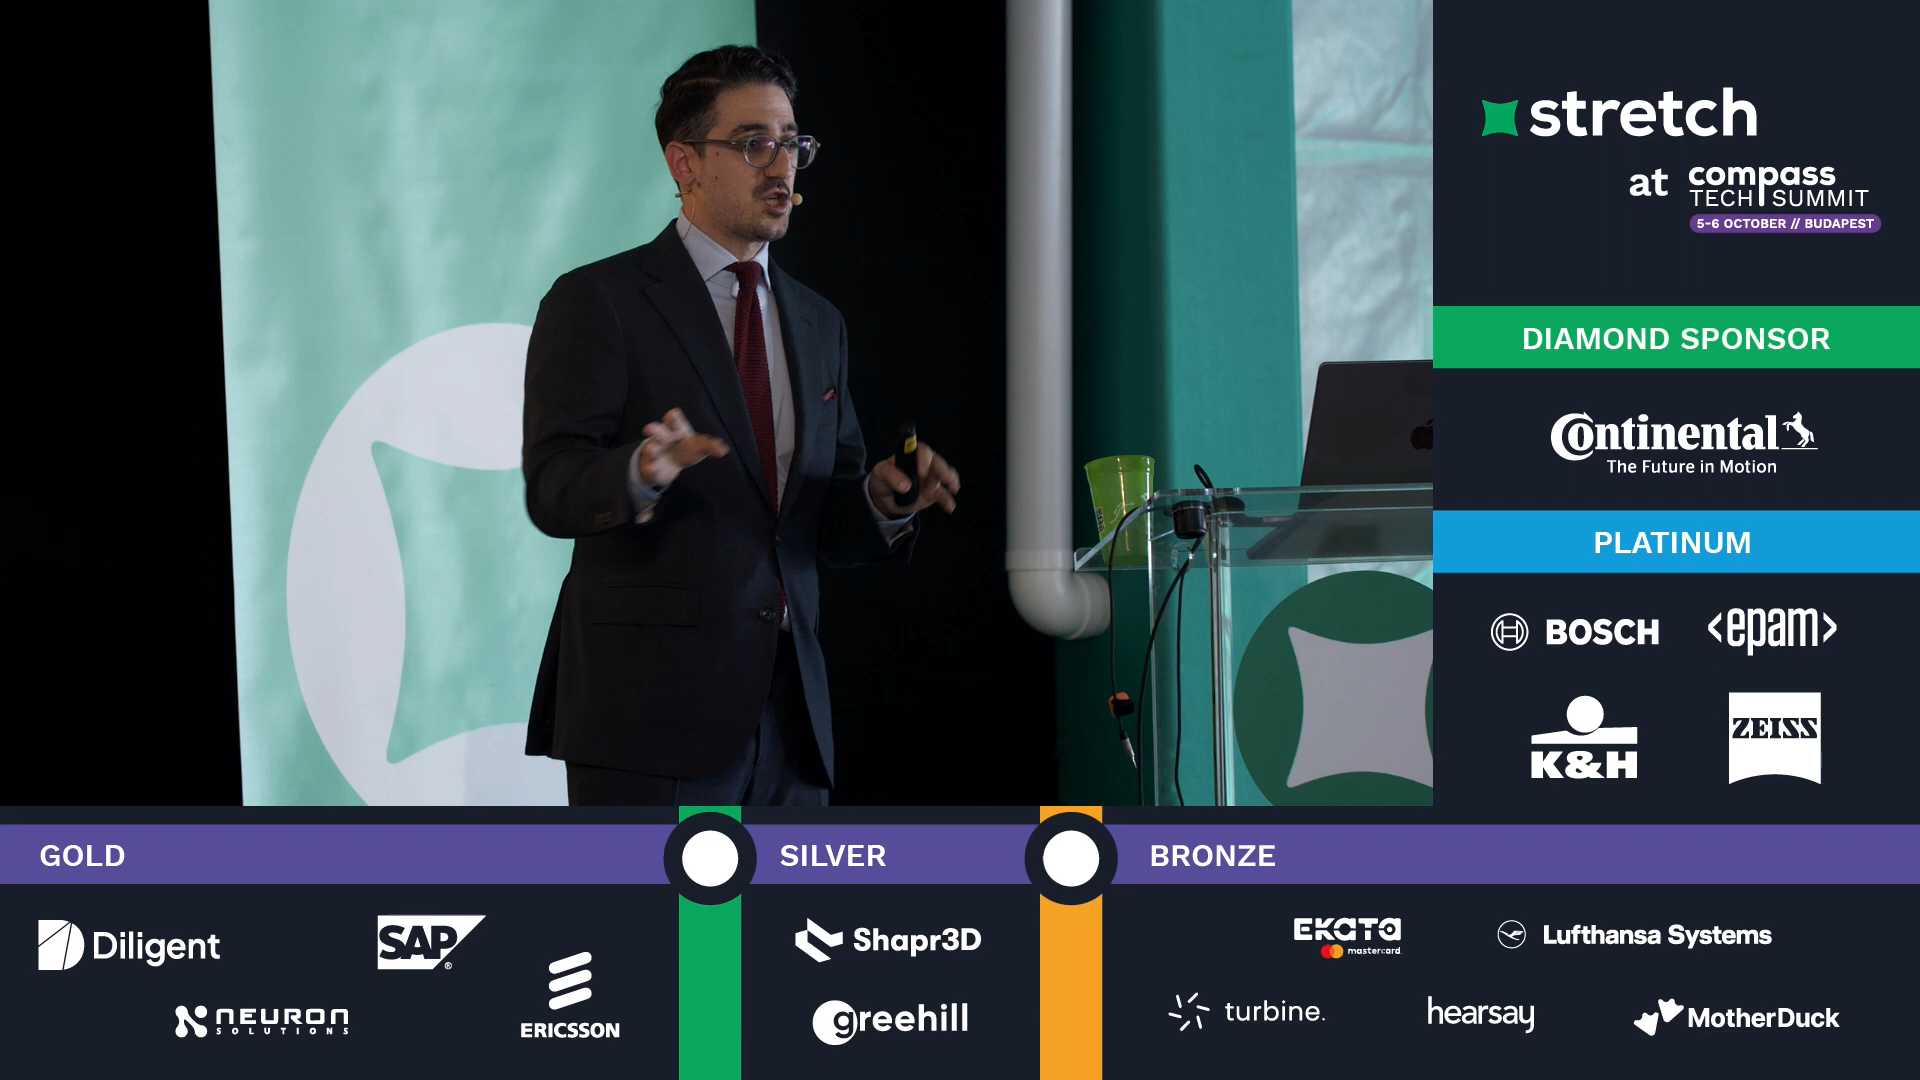 stretch
at compass
TECH SUMMIT
5-6 OCTOBER // BUDAPEST
DIAMOND SPONSOR
Continental
The Future in Motion
PLATINUM
BOSCH
<epam>
K&H
ZEISS
GOLD
SILVER
BRONZE
Diligent
SAP®
NEURON
SOLUTIONS
ERICSSON
Shapr3D
greehill
EKATA
mastercard.
Lufthansa Systems
turbine.
hearsay
MotherDuck